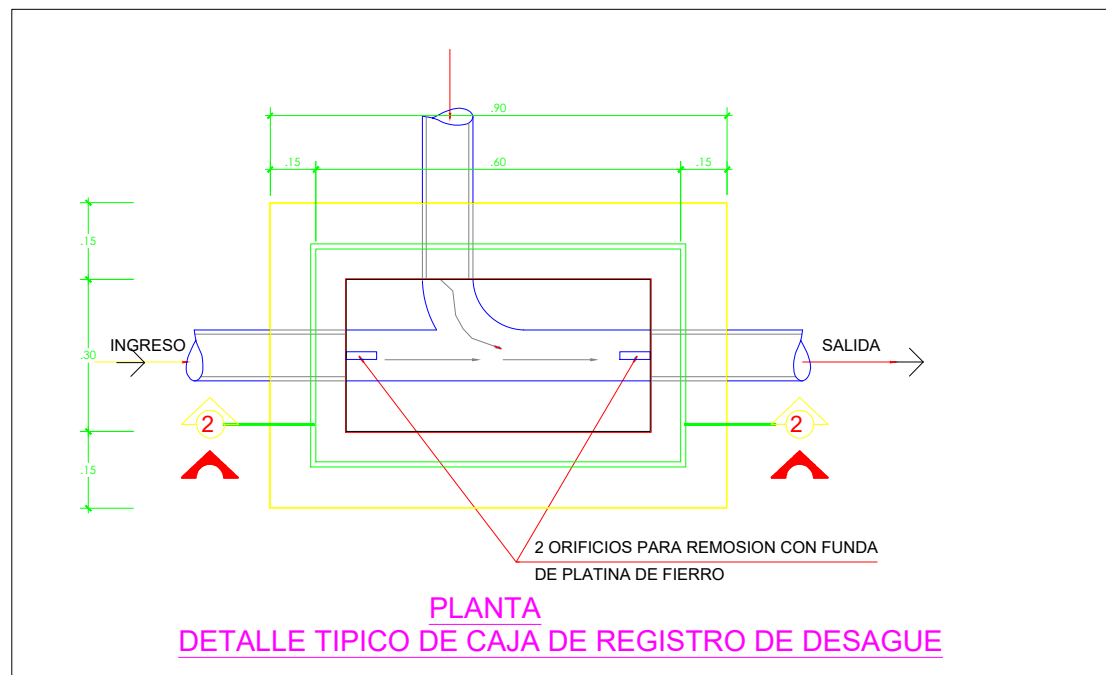 .90
.15
.60
.15
.15
INGRESO
.30
SALIDA
2
2
.15
2 ORIFICIOS PARA REMOSION CON FUNDA
DE PLATINA DE FIERRO
PLANTA
DETALLE TIPICO DE CAJA DE REGISTRO DE DESAGUE